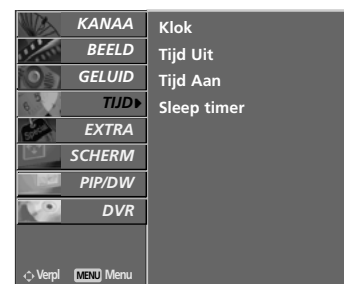 KANAA
BEELD
GELUID
TIJD
EXTRA
SCHERM
PIP/DW
DVR
Verpl MENU Menu
Klok
Tijd Uit
Tijd Aan
Sleep timer